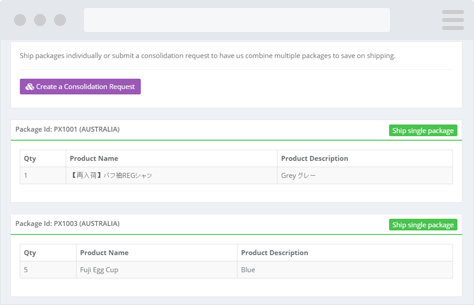 Ship packages individually or submit a consolidation request to have us combine multiple packages to save on shipping.
Create a Consolidation Request
Package Id: PX1001 (AUSTRALIA) Ship single package
Qty Product Name Product Description
1 【再入荷】パフ袖REGシャツ Grey グレー
Package Id: PX1003 (AUSTRALIA) Ship single package
Qty Product Name Product Description
5 Fuji Egg Cup Blue